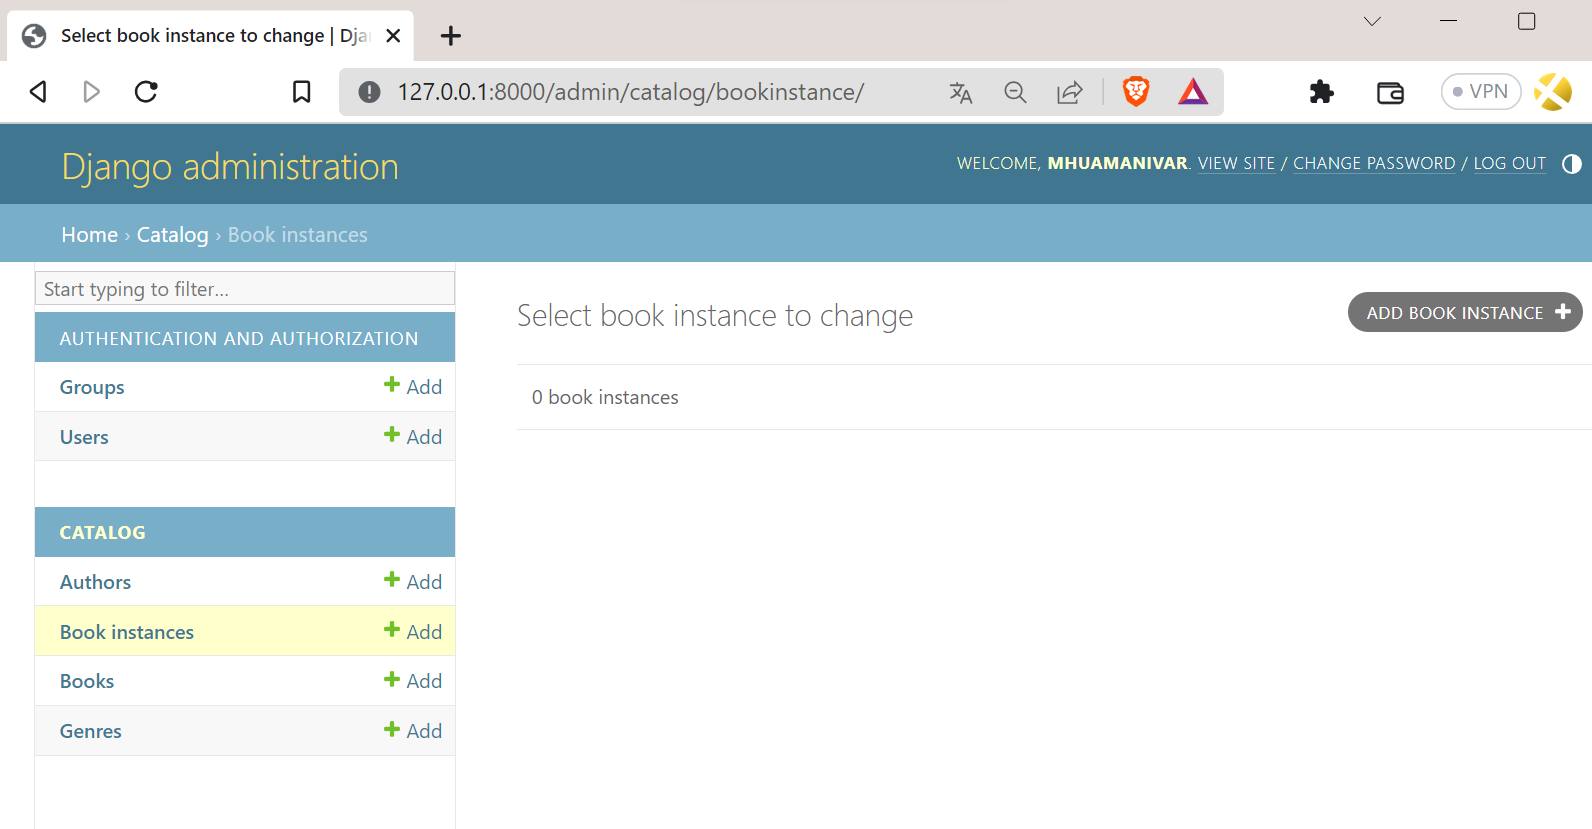 Select book instance to change | Dja
127.0.0.1:8000/admin/catalog/bookinstance/
VPN
Django administration
WELCOME, MHUAMANIVAR. VIEW SITE / CHANGE PASSWORD / LOG OUT
Home › Catalog › Book instances
Start typing to filter...
AUTHENTICATION AND AUTHORIZATION
Groups + Add
Users + Add
CATALOG
Authors + Add
Book instances + Add
Books + Add
Genres + Add
Select book instance to change
ADD BOOK INSTANCE +
0 book instances